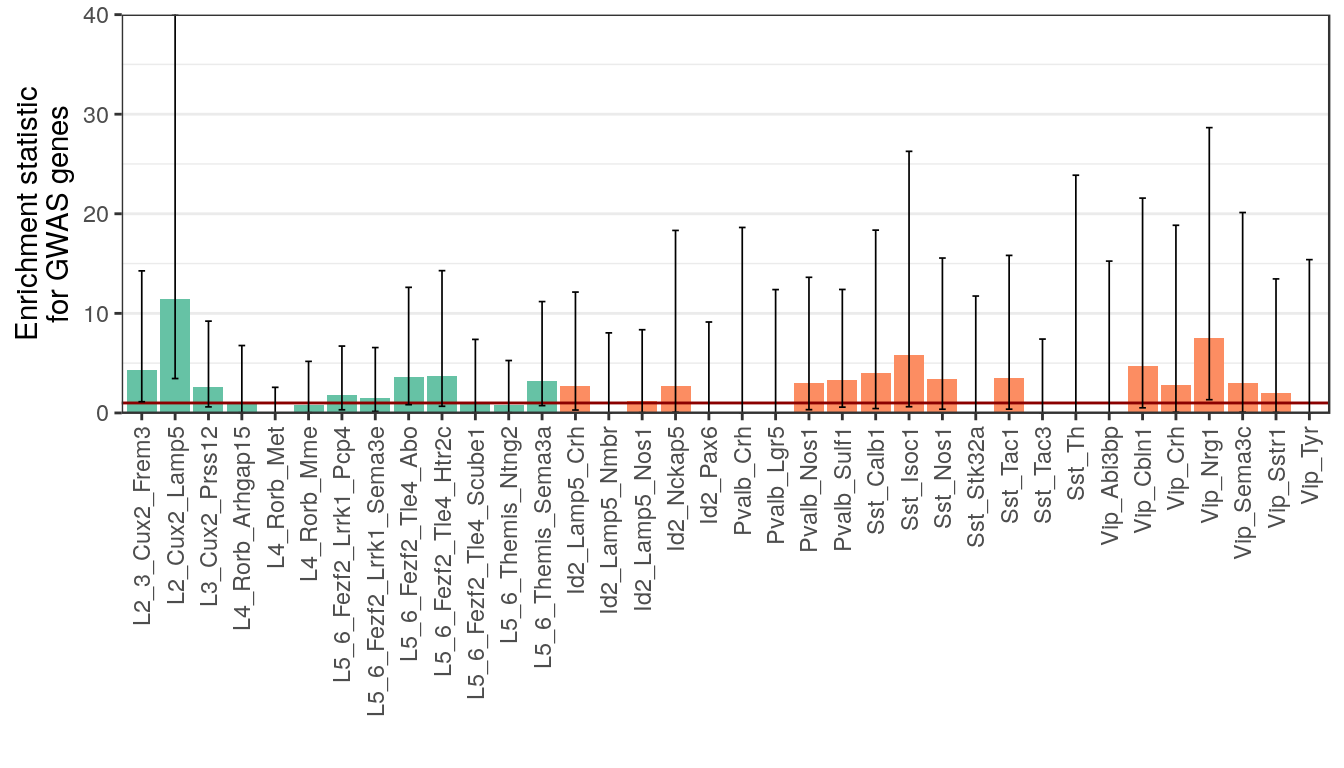 Enrichment statistic
for GWAS genes
40
30
20
10
0
L2_3_Cux2_Frem3
L2_Cux2_Lamp5
L3_Cux2_Prss12
L4_Rorb_Arhgap15
L4_Rorb_Met
L4_Rorb_Mme
L5_6_Fezf2_Lrrk1_Pcp4
L5_6_Fezf2_Lrrk1_Sema3e
L5_6_Fezf2_Tle4_Abo
L5_6_Fezf2_Tle4_Htr2c
L5_6_Fezf2_Tle4_Scube1
L5_6_Themis_Ntng2
L5_6_Themis_Sema3a
Id2_Lamp5_Crh
Id2_Lamp5_Nmbr
Id2_Lamp5_Nos1
Id2_Nckap5
Id2_Pax6
Pvalb_Crh
Pvalb_Lgr5
Pvalb_Nos1
Pvalb_Sulf1
Sst_Calb1
Sst_Isoc1
Sst_Nos1
Sst_Stk32a
Sst_Tac1
Sst_Tac3
Sst_Th
Vip_Abi3bp
Vip_Cbln1
Vip_Crh
Vip_Nrg1
Vip_Sema3c
Vip_Sstr1
Vip_Tyr